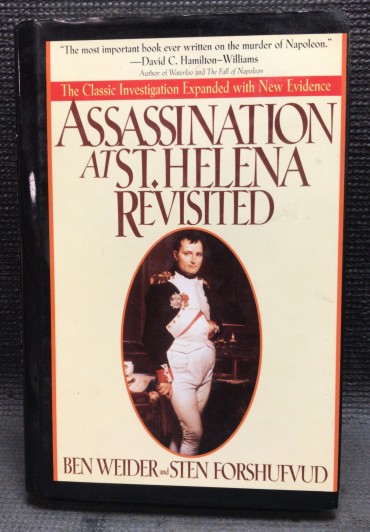 “The most important book ever written on the murder of Napoleon.”
—David C. Hamilton–Williams
Author of Waterloo and The Fall of Napoleon
The Classic Investigation Expanded with New Evidence
ASSASSINATION
AT ST. HELENA
REVISITED
BEN WEIDER and STEN FORSHUFVUD